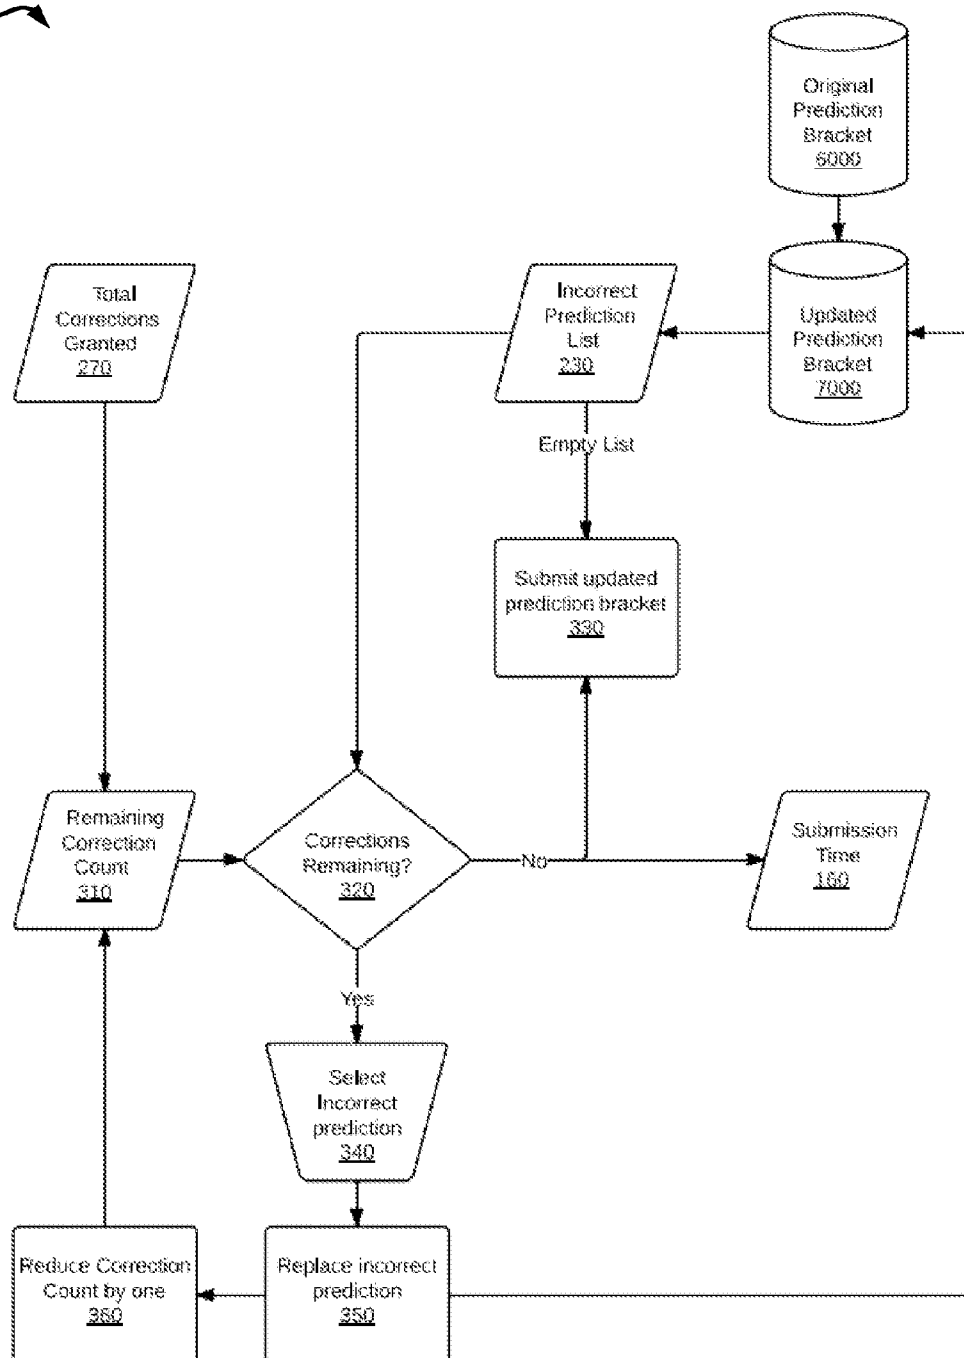 Original
Prediction
Bracket
6000
Total
Corrections
Granted
270
Incorrect
Prediction
List
230
Updated
Prediction
Bracket
7000
Empty List
Submit updated
prediction bracket
330
Remaining
Correction
Count
310
Corrections
Remaining?
320
No
Submission
Time
160
Yes
Select
Incorrect
prediction
340
Reduce Correction
Count by one
360
Replace incorrect
prediction
350